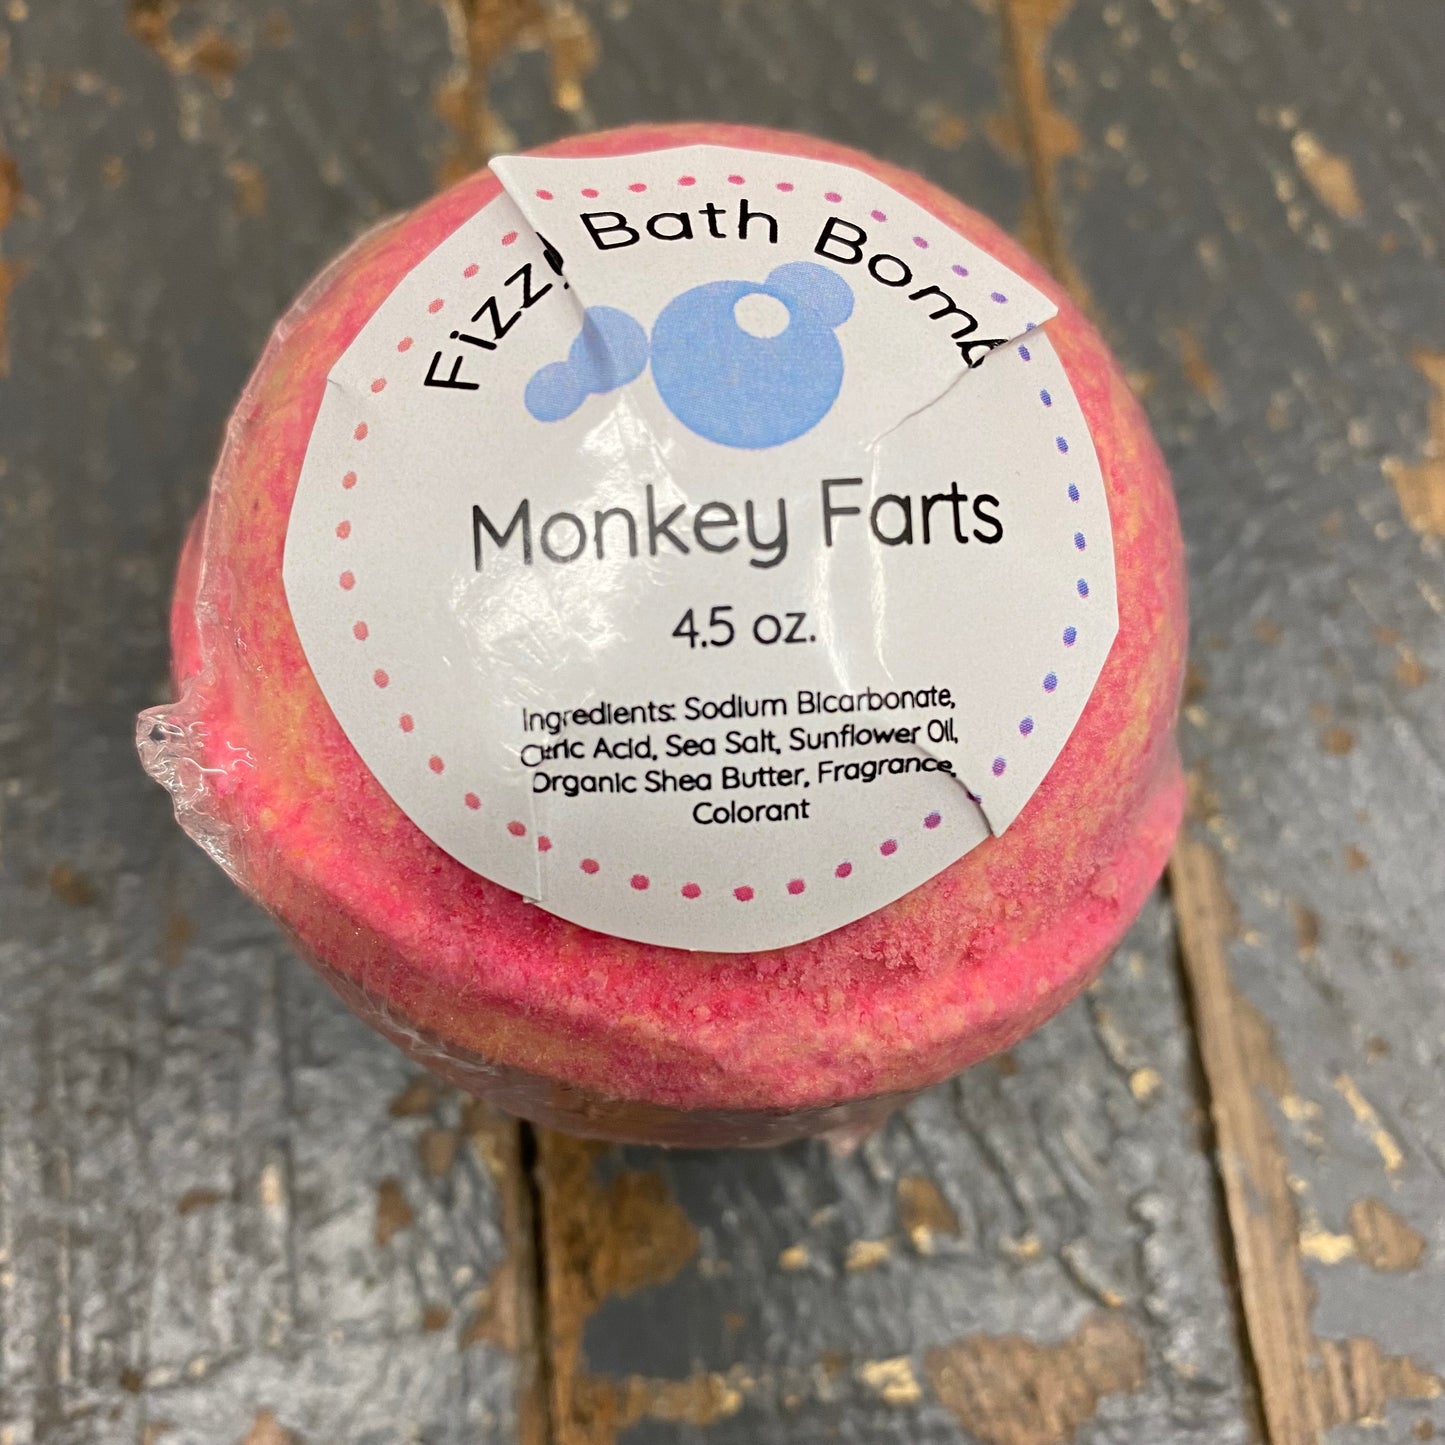 Fizzy Bath Bomb
Monkey Farts
4.5 oz.
Ingredients: Sodium Bicarbonate,
Citric Acid, Sea Salt, Sunflower Oil,
Organic Shea Butter, Fragrance,
Colorant